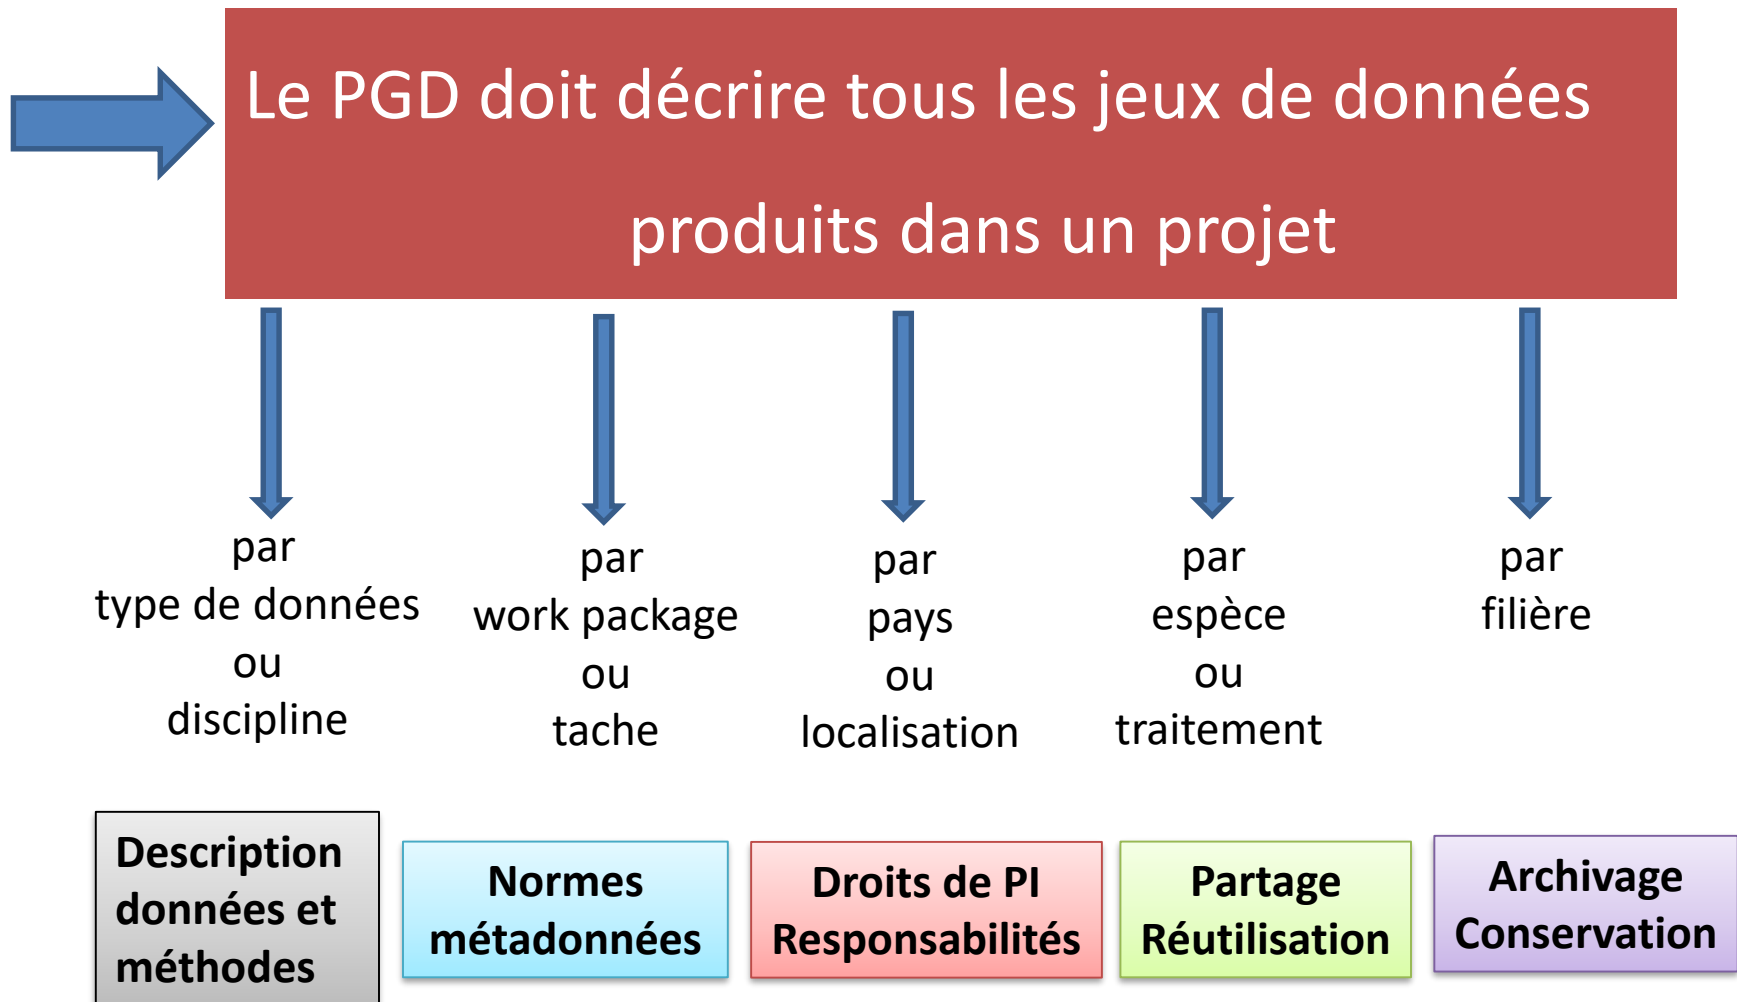 Le PGD doit décrire tous les jeux de données
produits dans un projet
par
type de données
ou
discipline
par
work package
ou
tache
par
pays
ou
localisation
par
espèce
ou
traitement
par
filière
Description
données et
méthodes
Normes
métadonnées
Droits de PI
Responsabilités
Partage
Réutilisation
Archivage
Conservation